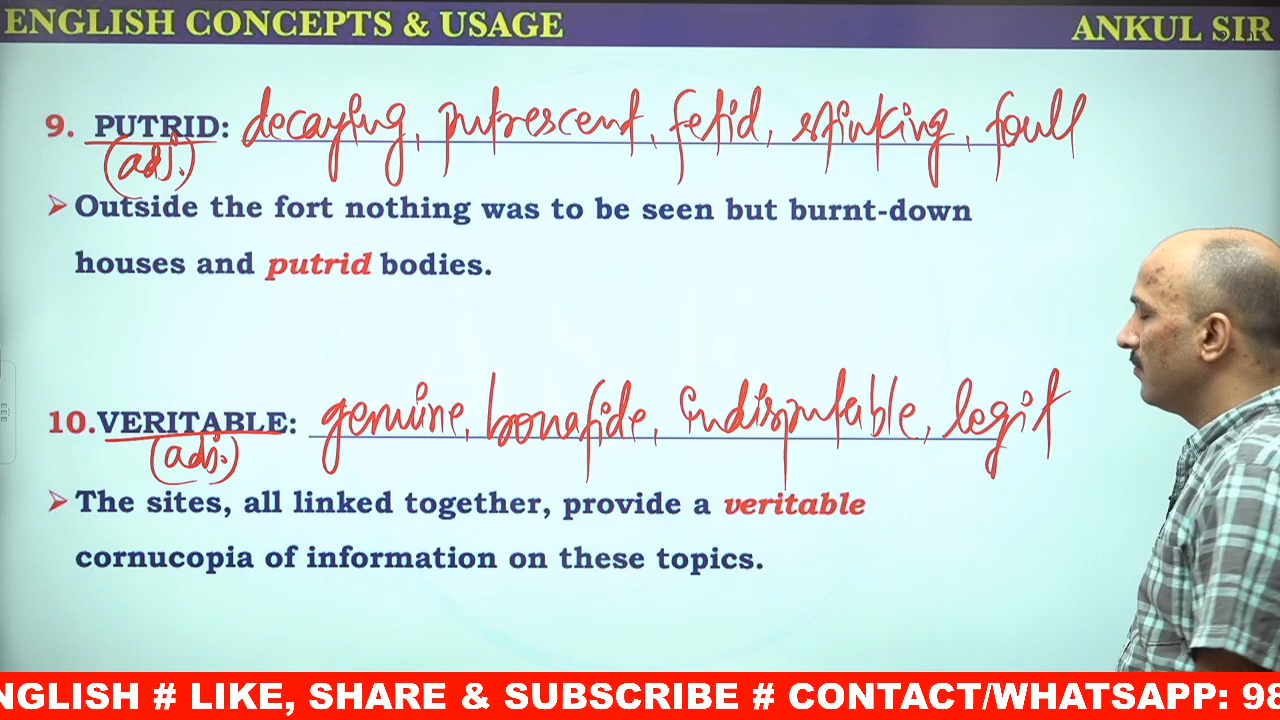 ENGLISH CONCEPTS & USAGE ANKUL SIR
9. PUTRID: decaying, putrescent, fetid, stinking, foul
(adj.)
➢ Outside the fort nothing was to be seen but burnt-down
houses and putrid bodies.
10.VERITABLE: genuine, bonafide, indisputable, legit
(adj.)
➢ The sites, all linked together, provide a veritable
cornucopia of information on these topics.
NGLISH # LIKE, SHARE & SUBSCRIBE # CONTACT/WHATSAPP: 98